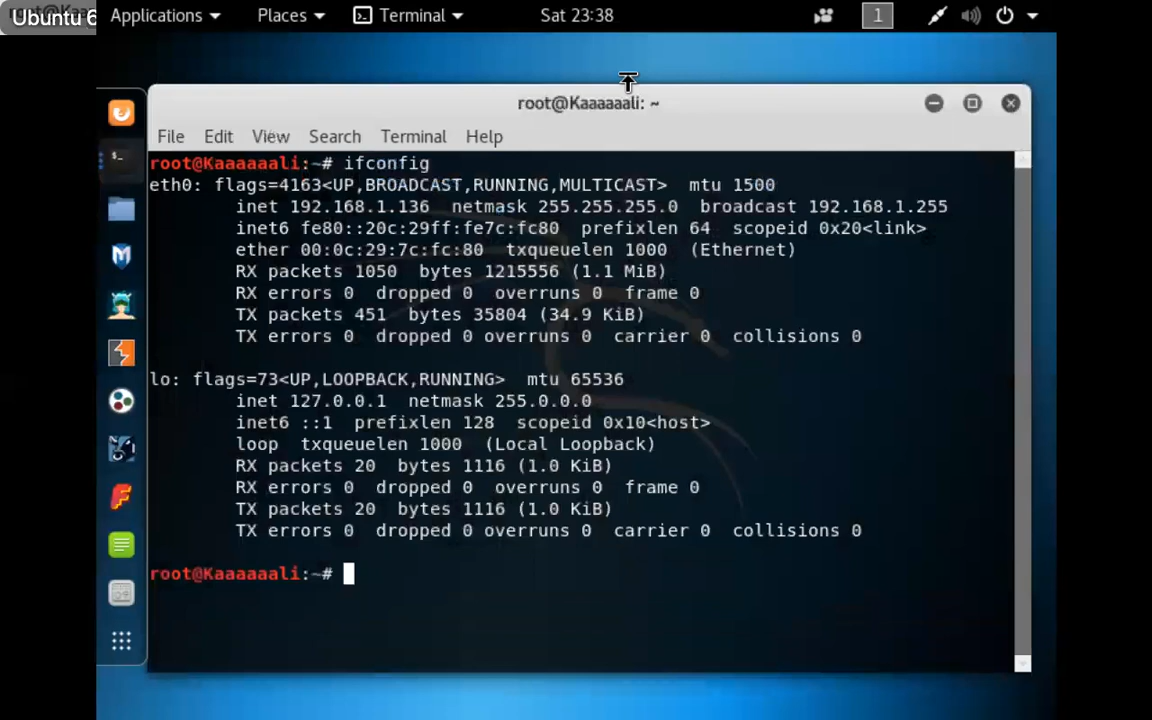 Ubuntu 6
Applications Places Terminal Sat 23:38 1
root@Kaaaaaali: ~
File Edit View Search Terminal Help
root@Kaaaaaali:~# ifconfig
eth0: flags=4163<UP,BROADCAST,RUNNING,MULTICAST>  mtu 1500
        inet 192.168.1.136  netmask 255.255.255.0  broadcast 192.168.1.255
        inet6 fe80::20c:29ff:fe7c:fc80  prefixlen 64  scopeid 0x20<link>
        ether 00:0c:29:7c:fc:80  txqueuelen 1000  (Ethernet)
        RX packets 1050  bytes 1215556 (1.1 MiB)
        RX errors 0  dropped 0  overruns 0  frame 0
        TX packets 451  bytes 35804 (34.9 KiB)
        TX errors 0  dropped 0 overruns 0  carrier 0  collisions 0
lo: flags=73<UP,LOOPBACK,RUNNING>  mtu 65536
        inet 127.0.0.1  netmask 255.0.0.0
        inet6 ::1  prefixlen 128  scopeid 0x10<host>
        loop  txqueuelen 1000  (Local Loopback)
        RX packets 20  bytes 1116 (1.0 KiB)
        RX errors 0  dropped 0  overruns 0  frame 0
        TX packets 20  bytes 1116 (1.0 KiB)
        TX errors 0  dropped 0 overruns 0  carrier 0  collisions 0
root@Kaaaaaali:~#